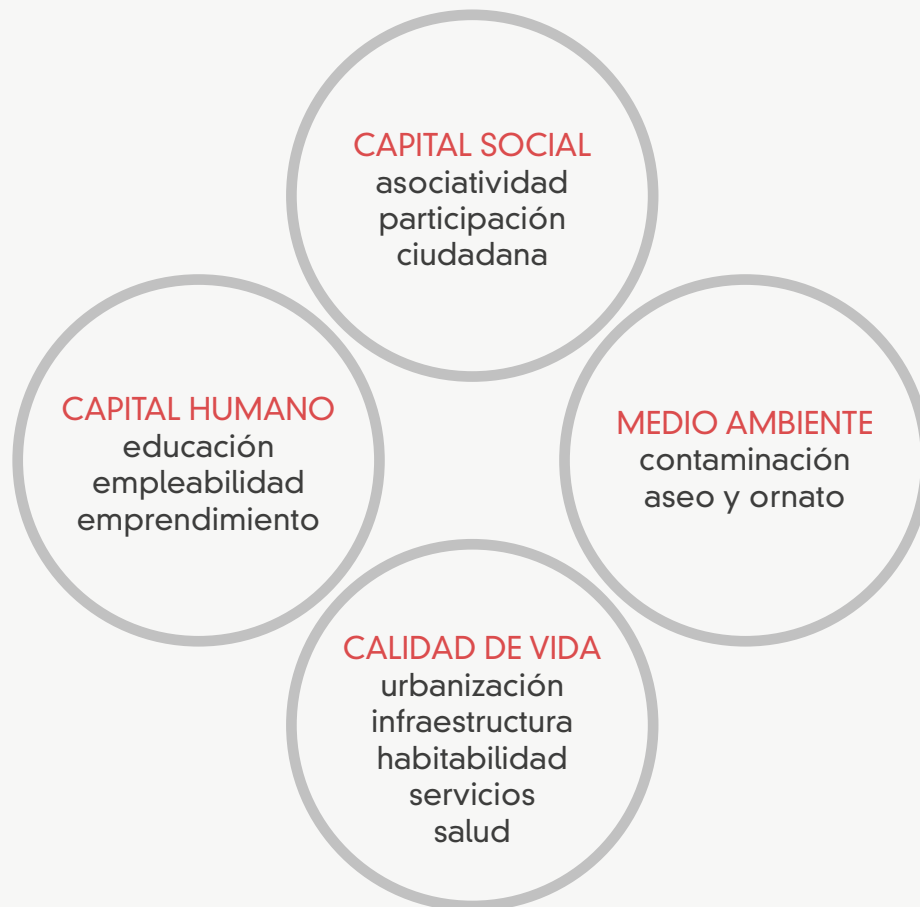 CAPITAL SOCIAL
asociatividad
participación
ciudadana
CAPITAL HUMANO
educación
empleabilidad
emprendimiento
MEDIO AMBIENTE
contaminación
aseo y ornato
CALIDAD DE VIDA
urbanización
infraestructura
habitabilidad
servicios
salud